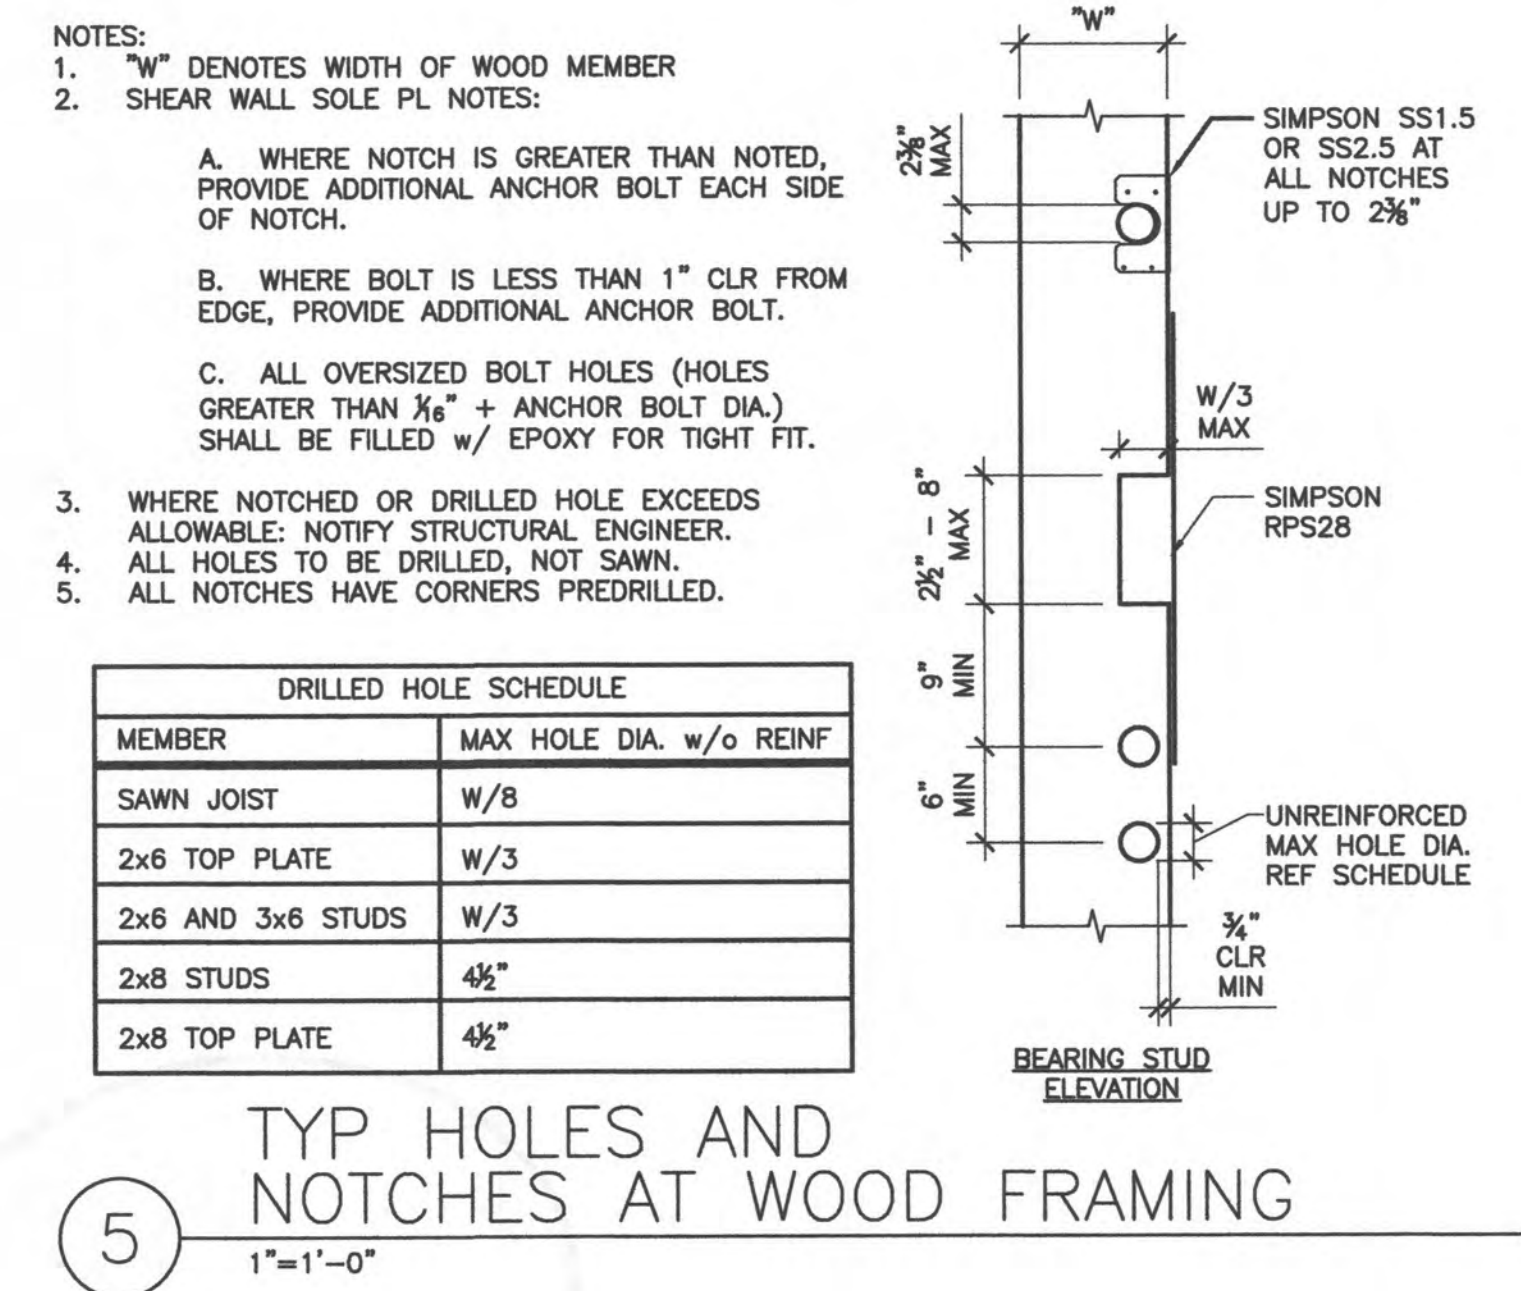 NOTES:
1. "W" DENOTES WIDTH OF WOOD MEMBER
2. SHEAR WALL SOLE PL NOTES:
A. WHERE NOTCH IS GREATER THAN NOTED,
PROVIDE ADDITIONAL ANCHOR BOLT EACH SIDE
OF NOTCH.
B. WHERE BOLT IS LESS THAN 1" CLR FROM
EDGE, PROVIDE ADDITIONAL ANCHOR BOLT.
C. ALL OVERSIZED BOLT HOLES (HOLES
GREATER THAN 1/16" + ANCHOR BOLT DIA.)
SHALL BE FILLED w/ EPOXY FOR TIGHT FIT.
3. WHERE NOTCHED OR DRILLED HOLE EXCEEDS
ALLOWABLE: NOTIFY STRUCTURAL ENGINEER.
4. ALL HOLES TO BE DRILLED, NOT SAWN.
5. ALL NOTCHES HAVE CORNERS PREDRILLED.
DRILLED HOLE SCHEDULE
MEMBER MAX HOLE DIA. w/o REINF
SAWN JOIST W/8
2x6 TOP PLATE W/3
2x6 AND 3x6 STUDS W/3
2x8 STUDS 4½"
2x8 TOP PLATE 4½"
"W"
2⅜"
MAX
SIMPSON SS1.5
OR SS2.5 AT
ALL NOTCHES
UP TO 2⅜"
W/3
MAX
2½" – 8"
MAX
SIMPSON
RPS28
9"
MIN
6"
MIN
UNREINFORCED
MAX HOLE DIA.
REF SCHEDULE
¾"
CLR
MIN
BEARING STUD
ELEVATION
5
TYP HOLES AND
NOTCHES AT WOOD FRAMING
1"=1'-0"